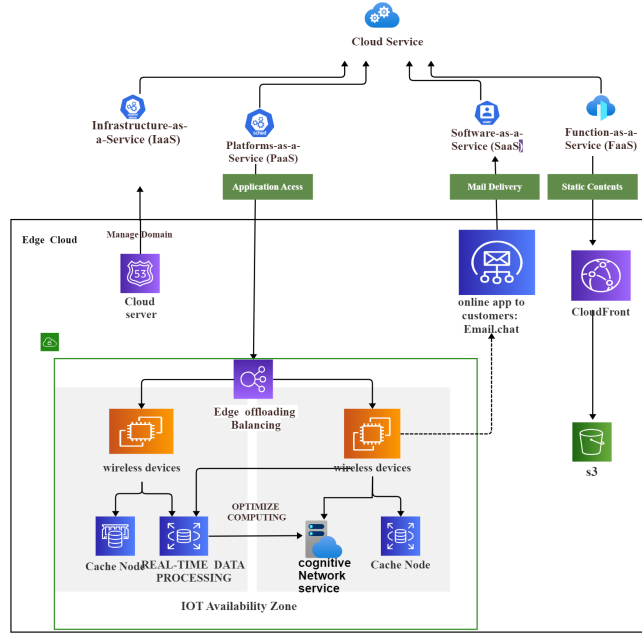 Cloud Service
Infrastructure-as-
a-Service (IaaS)
Platforms-as-a-
Service (PaaS)
Software-as-a-
Service (SaaS)
Function-as-a-
Service (FaaS)
Application Acess
Mail Delivery
Static Contents
Edge Cloud
Manage Domain
53
Cloud
server
online app to
customers:
Email.chat
CloudFront
Edge offloading
Balancing
wireless devices
wireless devices
s3
OPTIMIZE
COMPUTING
Cache Node
REAL-TIME DATA
PROCESSING
cognitive
Network
service
Cache Node
IOT Availability Zone